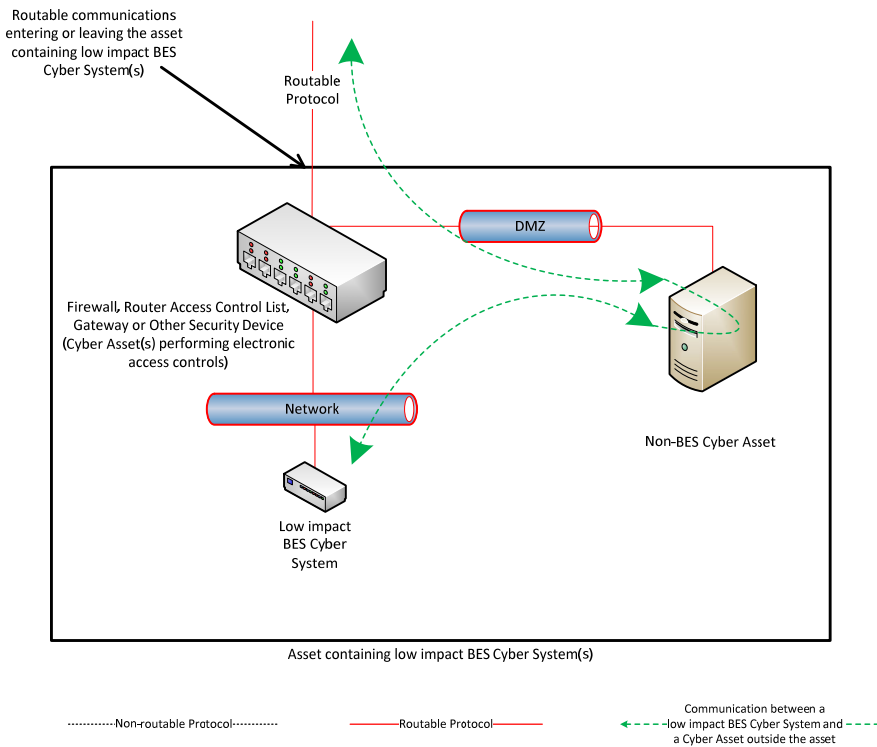 Routable communications
entering or leaving the asset
containing low impact BES
Cyber System(s)
Routable
Protocol
DMZ
Firewall, Router Access Control List,
Gateway or Other Security Device
(Cyber Asset(s) performing electronic
access controls)
Network
Non-BES Cyber Asset
Low impact
BES Cyber
System
Asset containing low impact BES Cyber System(s)
Non-routable Protocol
Routable Protocol
Communication between a
low impact BES Cyber System and
a Cyber Asset outside the asset